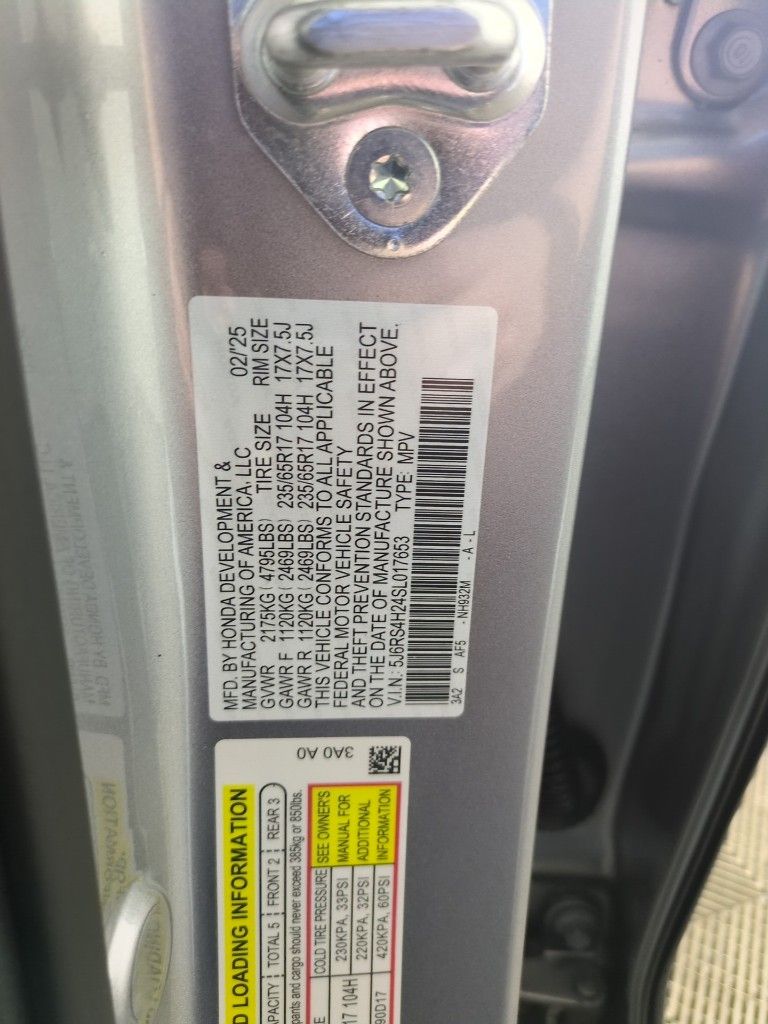 MFD. BY HONDA DEVELOPMENT &
MANUFACTURING OF AMERICA, LLC 02/'25
GVWR 2175KG ( 4795LBS) TIRE SIZE RIM SIZE
GAWR F 1120KG ( 2469LBS) 235/65R17 104H 17X7.5J
GAWR R 1120KG ( 2469LBS) 235/65R17 104H 17X7.5J
THIS VEHICLE CONFORMS TO ALL APPLICABLE
FEDERAL MOTOR VEHICLE SAFETY
AND THEFT PREVENTION STANDARDS IN EFFECT
ON THE DATE OF MANUFACTURE SHOWN ABOVE.
V.I.N.: 5J6RS4H24SL017653 TYPE: MPV
3A2 S AF5 - NH932M - A - L
3A0 A0
LOADING INFORMATION
TOTAL 5 FRONT 2 REAR 3
and cargo should never exceed 385kg or 850lbs.
COLD TIRE PRESSURE SEE OWNER'S
104H 230KPA, 33PSI MANUAL FOR
220KPA, 32PSI ADDITIONAL
420KPA, 60PSI INFORMATION